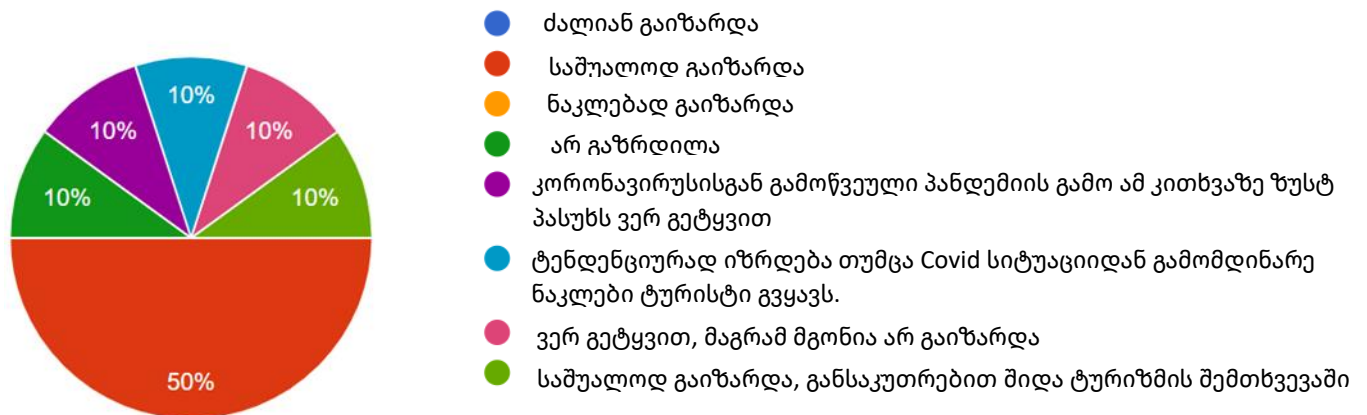 ძალიან გაიზარდა
საშუალოდ გაიზარდა
ნაკლებად გაიზარდა
არ გაზრდილა
კორონავირუსისგან გამოწვეული პანდემიის გამო ამ კითხვაზე ზუსტ
პასუხს ვერ გეტყვით
ტენდენციურად იზრდება თუმცა Covid სიტუაციიდან გამომდინარე
ნაკლები ტურისტი გვყავს.
ვერ გეტყვით, მაგრამ მგონია არ გაიზარდა
საშუალოდ გაიზარდა, განსაკუთრებით შიდა ტურიზმის შემთხვევაში
10%
10%
10%
10%
10%
50%